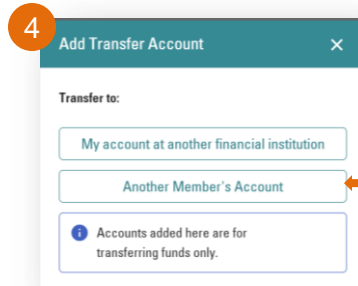 4
Add Transfer Account ×
Transfer to:
My account at another financial institution
Another Member's Account
Accounts added here are for
transferring funds only.